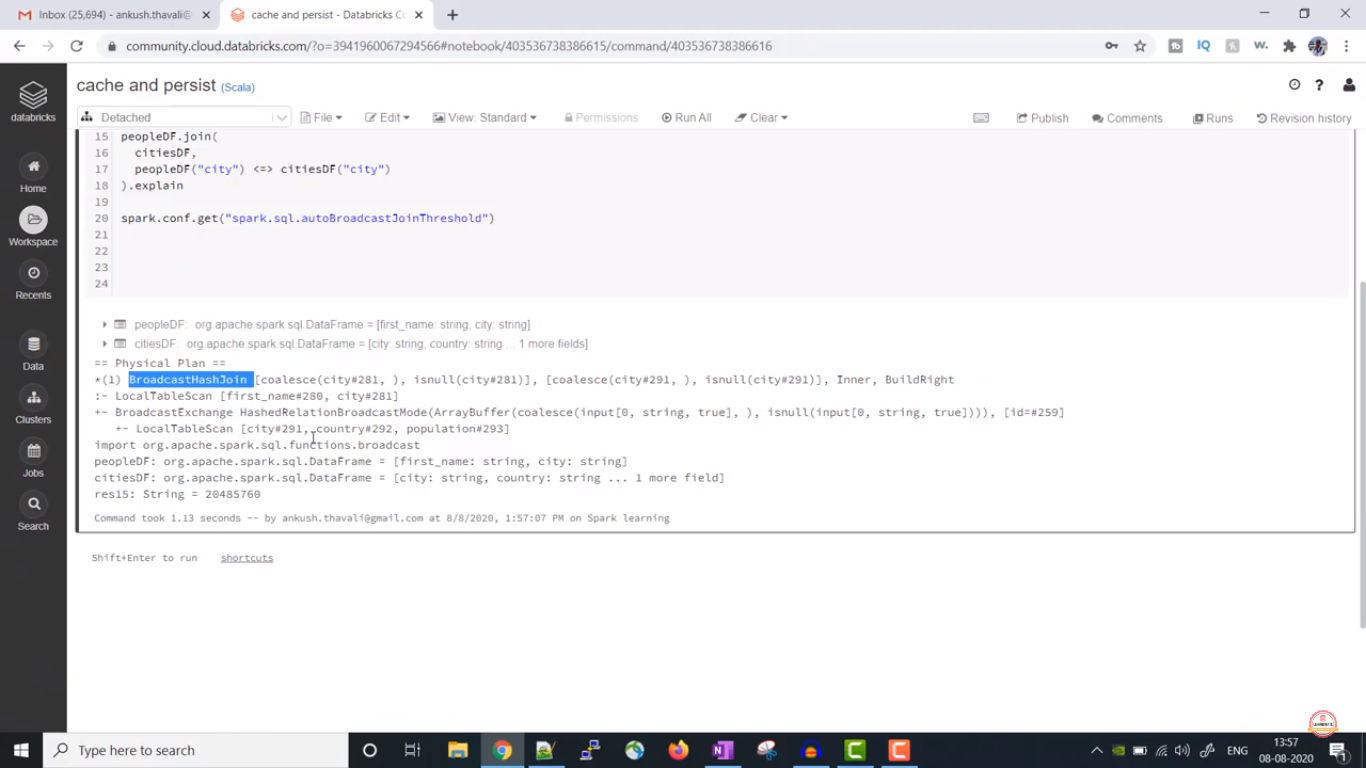 Inbox (25,694) - ankush.thavali@
cache and persist - Databricks Co
community.cloud.databricks.com/?o=3941960067294566#notebook/403536738386615/command/403536738386616
databricks
Home
Workspace
Recents
Data
Clusters
Jobs
Search
cache and persist (Scala)
Detached File Edit View: Standard Permissions Run All Clear Publish Comments Runs Revision history
15 peopleDF.join(
16 citiesDF,
17 peopleDF("city") <=> citiesDF("city")
18 ).explain
19
20 spark.conf.get("spark.sql.autoBroadcastJoinThreshold")
21
22
23
24
peopleDF: org.apache.spark.sql.DataFrame = [first_name: string, city: string]
citiesDF: org.apache.spark.sql.DataFrame = [city: string, country: string ... 1 more fields]
== Physical Plan ==
*(1) BroadcastHashJoin [coalesce(city#281, ), isnull(city#281)], [coalesce(city#291, ), isnull(city#291)], Inner, BuildRight
:- LocalTableScan [first_name#280, city#281]
+- BroadcastExchange HashedRelationBroadcastMode(ArrayBuffer(coalesce(input[0, string, true], ), isnull(input[0, string, true]))), [id=#259]
+- LocalTableScan [city#291, country#292, population#293]
import org.apache.spark.sql.functions.broadcast
peopleDF: org.apache.spark.sql.DataFrame = [first_name: string, city: string]
citiesDF: org.apache.spark.sql.DataFrame = [city: string, country: string ... 1 more field]
res15: String = 20485760
Command took 1.13 seconds -- by ankush.thavali@gmail.com at 8/8/2020, 1:57:07 PM on Spark learning
Shift+Enter to run shortcuts
Type here to search
ENG
13:57
08-08-2020